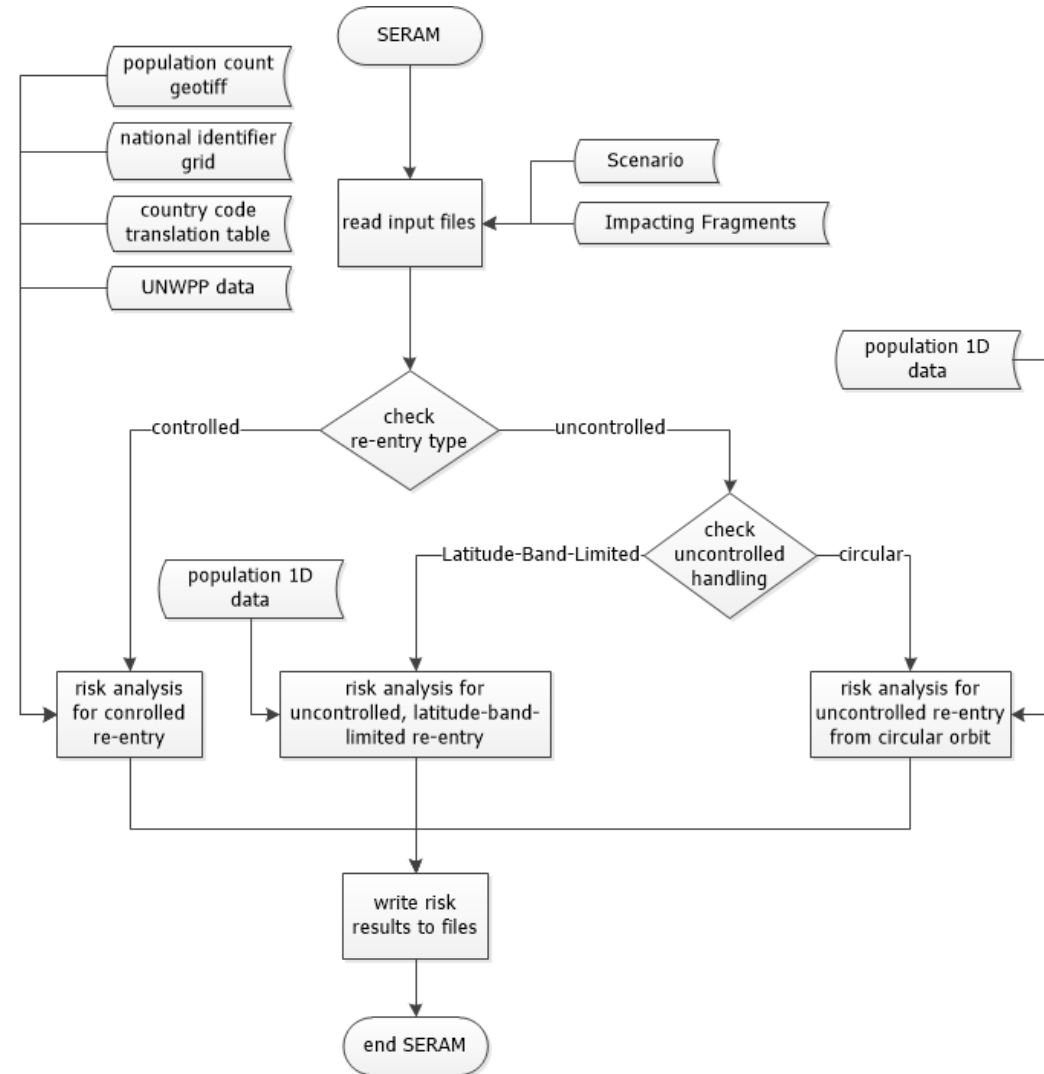 SERAM
population count
geotiff
national identifier
grid
country code
translation table
UNWPP data
Scenario
Impacting Fragments
read input files
population 1D
data
check
re-entry type
controlled
uncontrolled
check
uncontrolled
handling
Latitude-Band-Limited
circular
population 1D
data
risk analysis
for conrolled
re-entry
risk analysis for
uncontrolled, latitude-band-
limited re-entry
risk analysis for
uncontrolled re-entry
from circular orbit
write risk
results to files
end SERAM